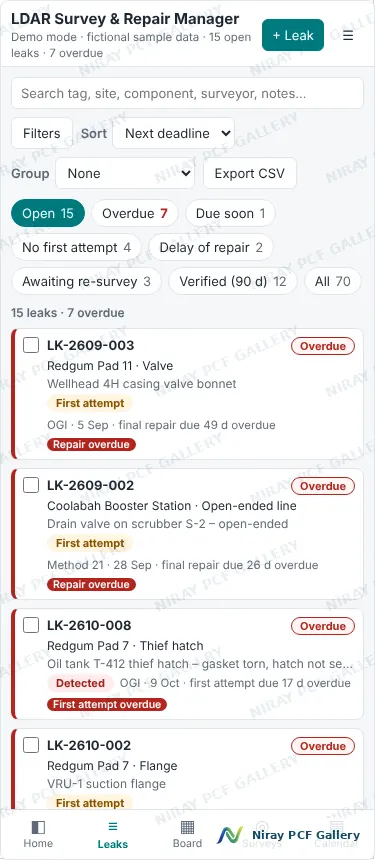 LDAR Survey & Repair Manager
Demo mode · fictional sample data · 15 open
leaks · 7 overdue
+ Leak
Search tag, site, component, surveyor, notes...
Filters
Sort
Next deadline
Group
None
Export CSV
Open 15
Overdue 7
Due soon 1
No first attempt 4
Delay of repair 2
Awaiting re-survey 3
Verified (90 d) 12
All 70
15 leaks · 7 overdue
LK-2609-003
Overdue
Redgum Pad 11 · Valve
Wellhead 4H casing valve bonnet
First attempt
OGI · 5 Sep · final repair due 49 d overdue
Repair overdue
LK-2609-002
Overdue
Coolabah Booster Station · Open-ended line
Drain valve on scrubber S-2 – open-ended
First attempt
Method 21 · 28 Sep · final repair due 26 d overdue
Repair overdue
LK-2610-008
Overdue
Redgum Pad 7 · Thief hatch
Oil tank T-412 thief hatch – gasket torn, hatch not se...
Detected OGI · 9 Oct · first attempt due 17 d overdue
First attempt overdue
LK-2610-002
Overdue
Redgum Pad 7 · Flange
VRU-1 suction flange
First attempt
Home
Leaks
Board
Surveys
Calendar
Niray PCF Gallery
NIRAY PCF GALLERY